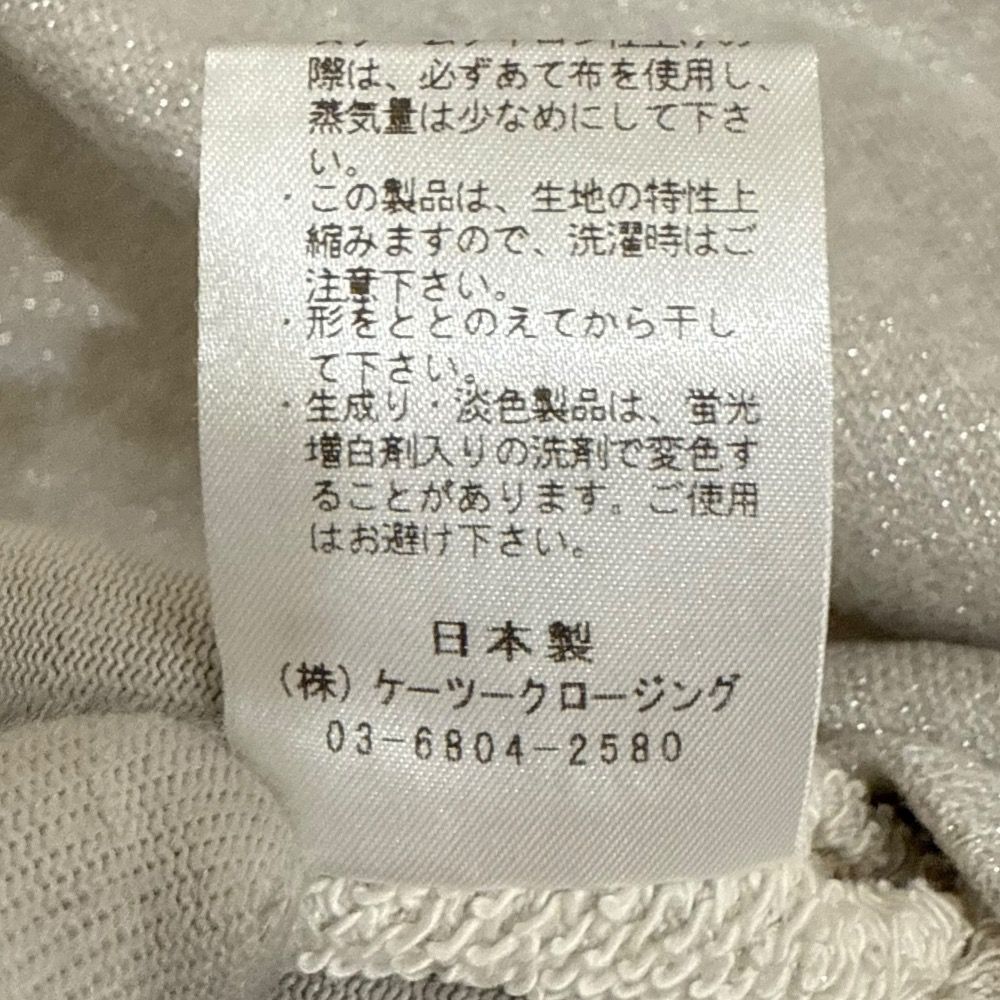 際は、必ずあて布を使用し、
蒸気量は少なめにして下さ
い。
・この製品は、生地の特性上
縮みますので、洗濯時はご
注意下さい。
・形をととのえてから干し
て下さい。
・生成り・淡色製品は、蛍光
増白剤入りの洗剤で変色す
ることがあります。ご使用
はお避け下さい。
日本製
(株)ケーツークロージング
03-6804-2580